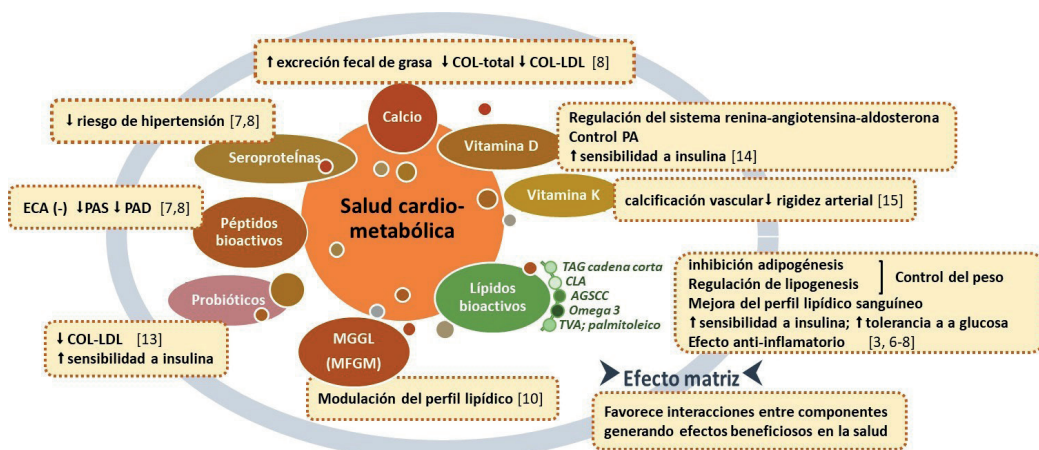 ↑ excreción fecal de grasa ↓ COL-total ↓ COL-LDL [8]
Calcio
↓ riesgo de hipertensión [7,8]
Seroproteínas
Vitamina D
Regulación del sistema renina-angiotensina-aldosterona
Control PA
↑ sensibilidad a insulina [14]
Vitamina K
calcificación vascular↓ rigidez arterial [15]
ECA (-) ↓PAS ↓ PAD [7,8]
Péptidos
bioactivos
Salud cardio-
metabólica
Probióticos
↓ COL-LDL [13]
↑ sensibilidad a insulina
MGGL
(MFGM)
Modulación del perfil lipídico [10]
Lípidos
bioactivos
TAG cadena corta
CLA
AGSCC
Omega 3
TVA; palmitoleico
inhibición adipogénesis
Regulación de lipogenesis
Control del peso
Mejora del perfil lipídico sanguíneo
↑ sensibilidad a insulina; ↑ tolerancia a a glucosa
Efecto anti-inflamatorio [3, 6-8]
Efecto matriz
Favorece interacciones entre componentes
generando efectos beneficiosos en la salud